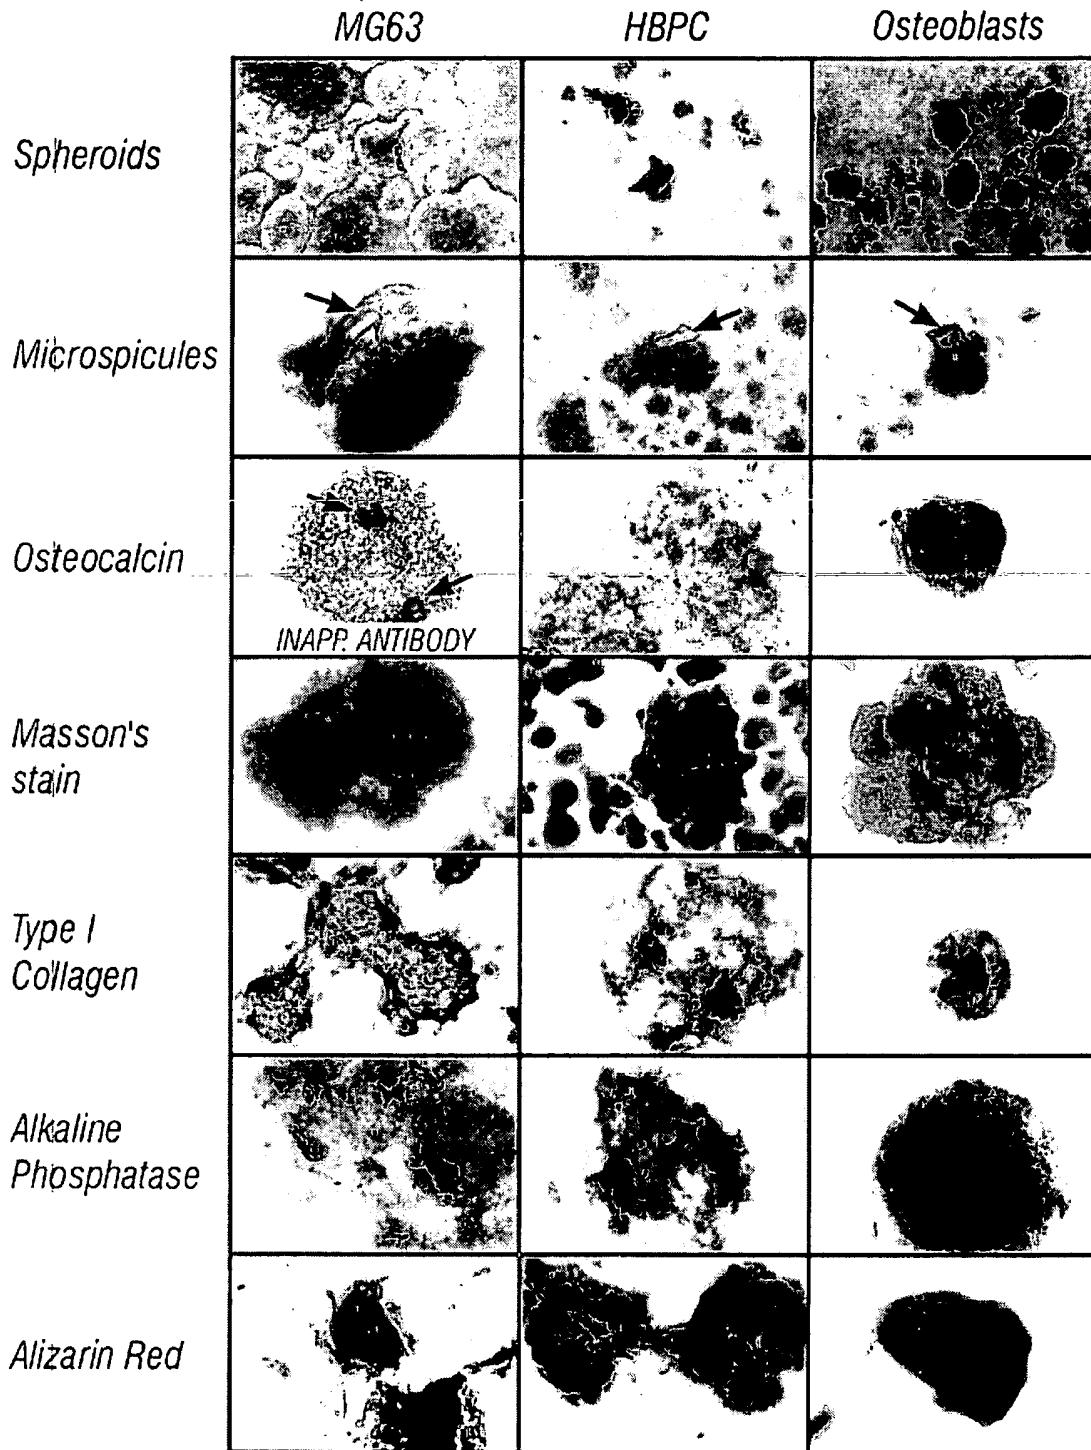 MG63 HBPC Osteoblasts
Spheroids
Microspicules
Osteocalcin
INAPP. ANTIBODY
Masson's
stain
Type I
Collagen
Alkaline
Phosphatase
Alizarin Red